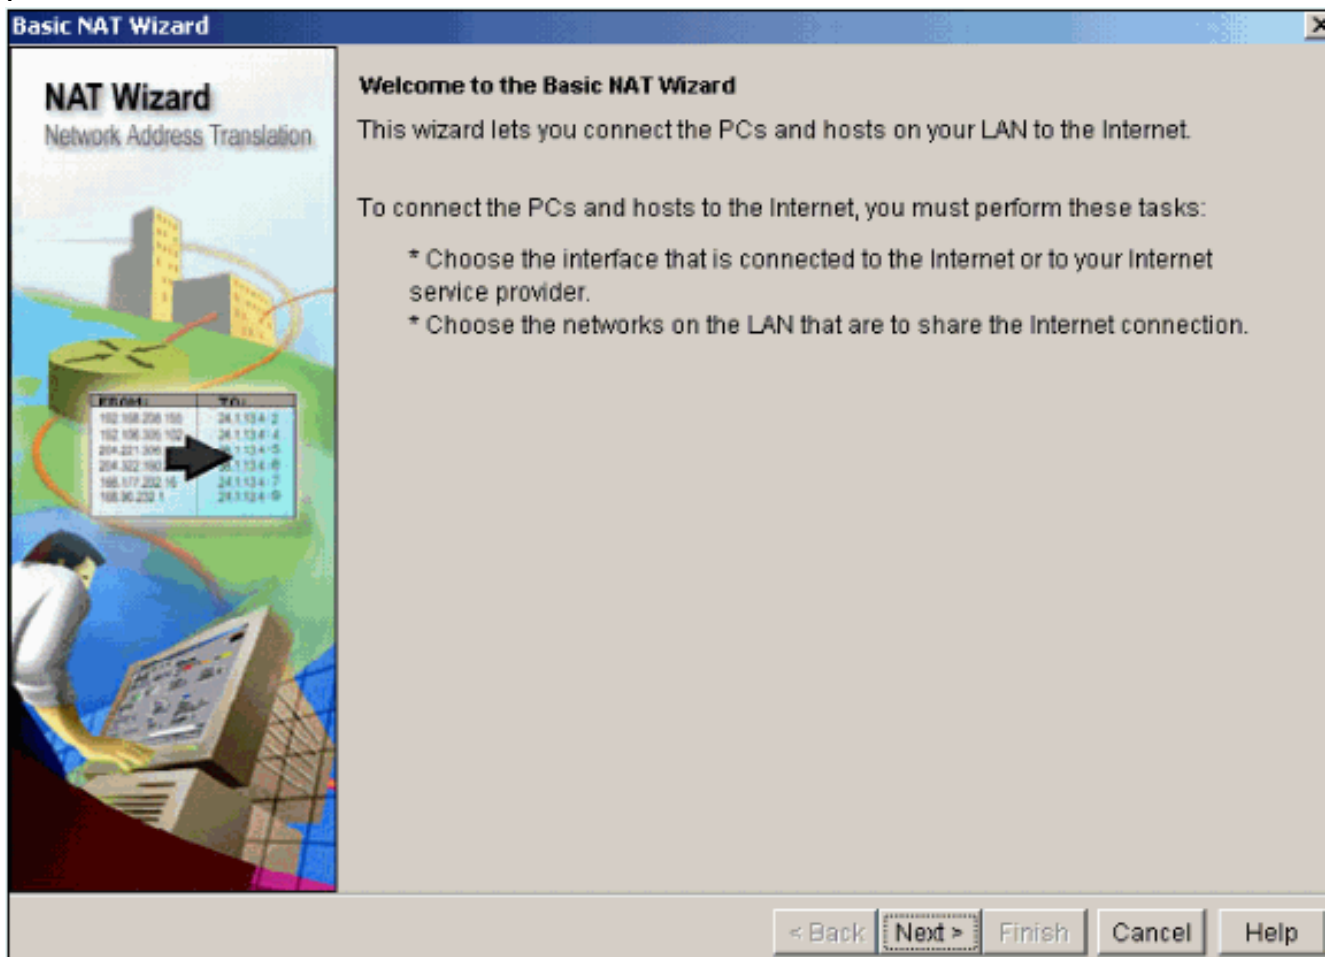 Basic NAT Wizard
NAT Wizard
Network Address Translation
FROM:
TO:
Welcome to the Basic NAT Wizard
This wizard lets you connect the PCs and hosts on your LAN to the Internet.
To connect the PCs and hosts to the Internet, you must perform these tasks:
* Choose the interface that is connected to the Internet or to your Internet
service provider.
* Choose the networks on the LAN that are to share the Internet connection.
< Back
Next >
Finish
Cancel
Help